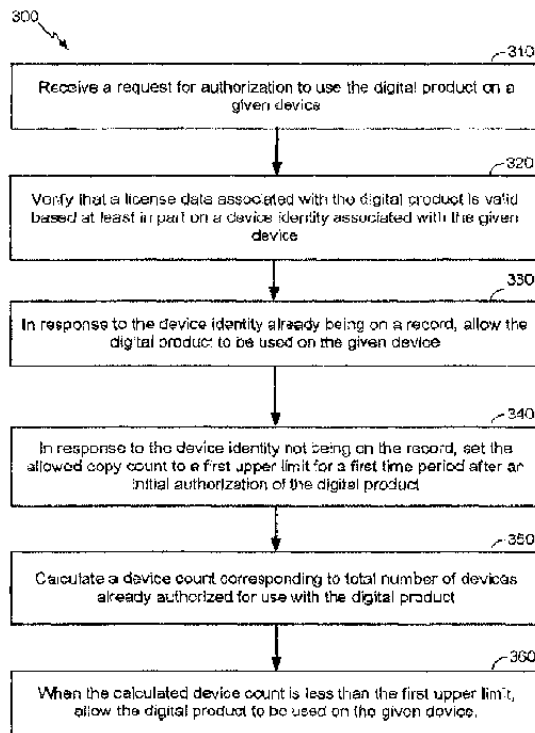 300
310
Receive a request for authorization to use the digital product on a
given device
320
Verify that a license data associated with the digital product is valid
based at least in part on a device identity associated with the given
device
330
In response to the device identity already being on a record, allow the
digital product to be used on the given device
340
In response to the device identity not being on the record, set the
allowed copy count to a first upper limit for a first time period after an
initial authorization of the digital product
350
Calculate a device count corresponding to total number of devices
already authorized for use with the digital product
360
When the calculated device count is less than the first upper limit,
allow the digital product to be used on the given device.